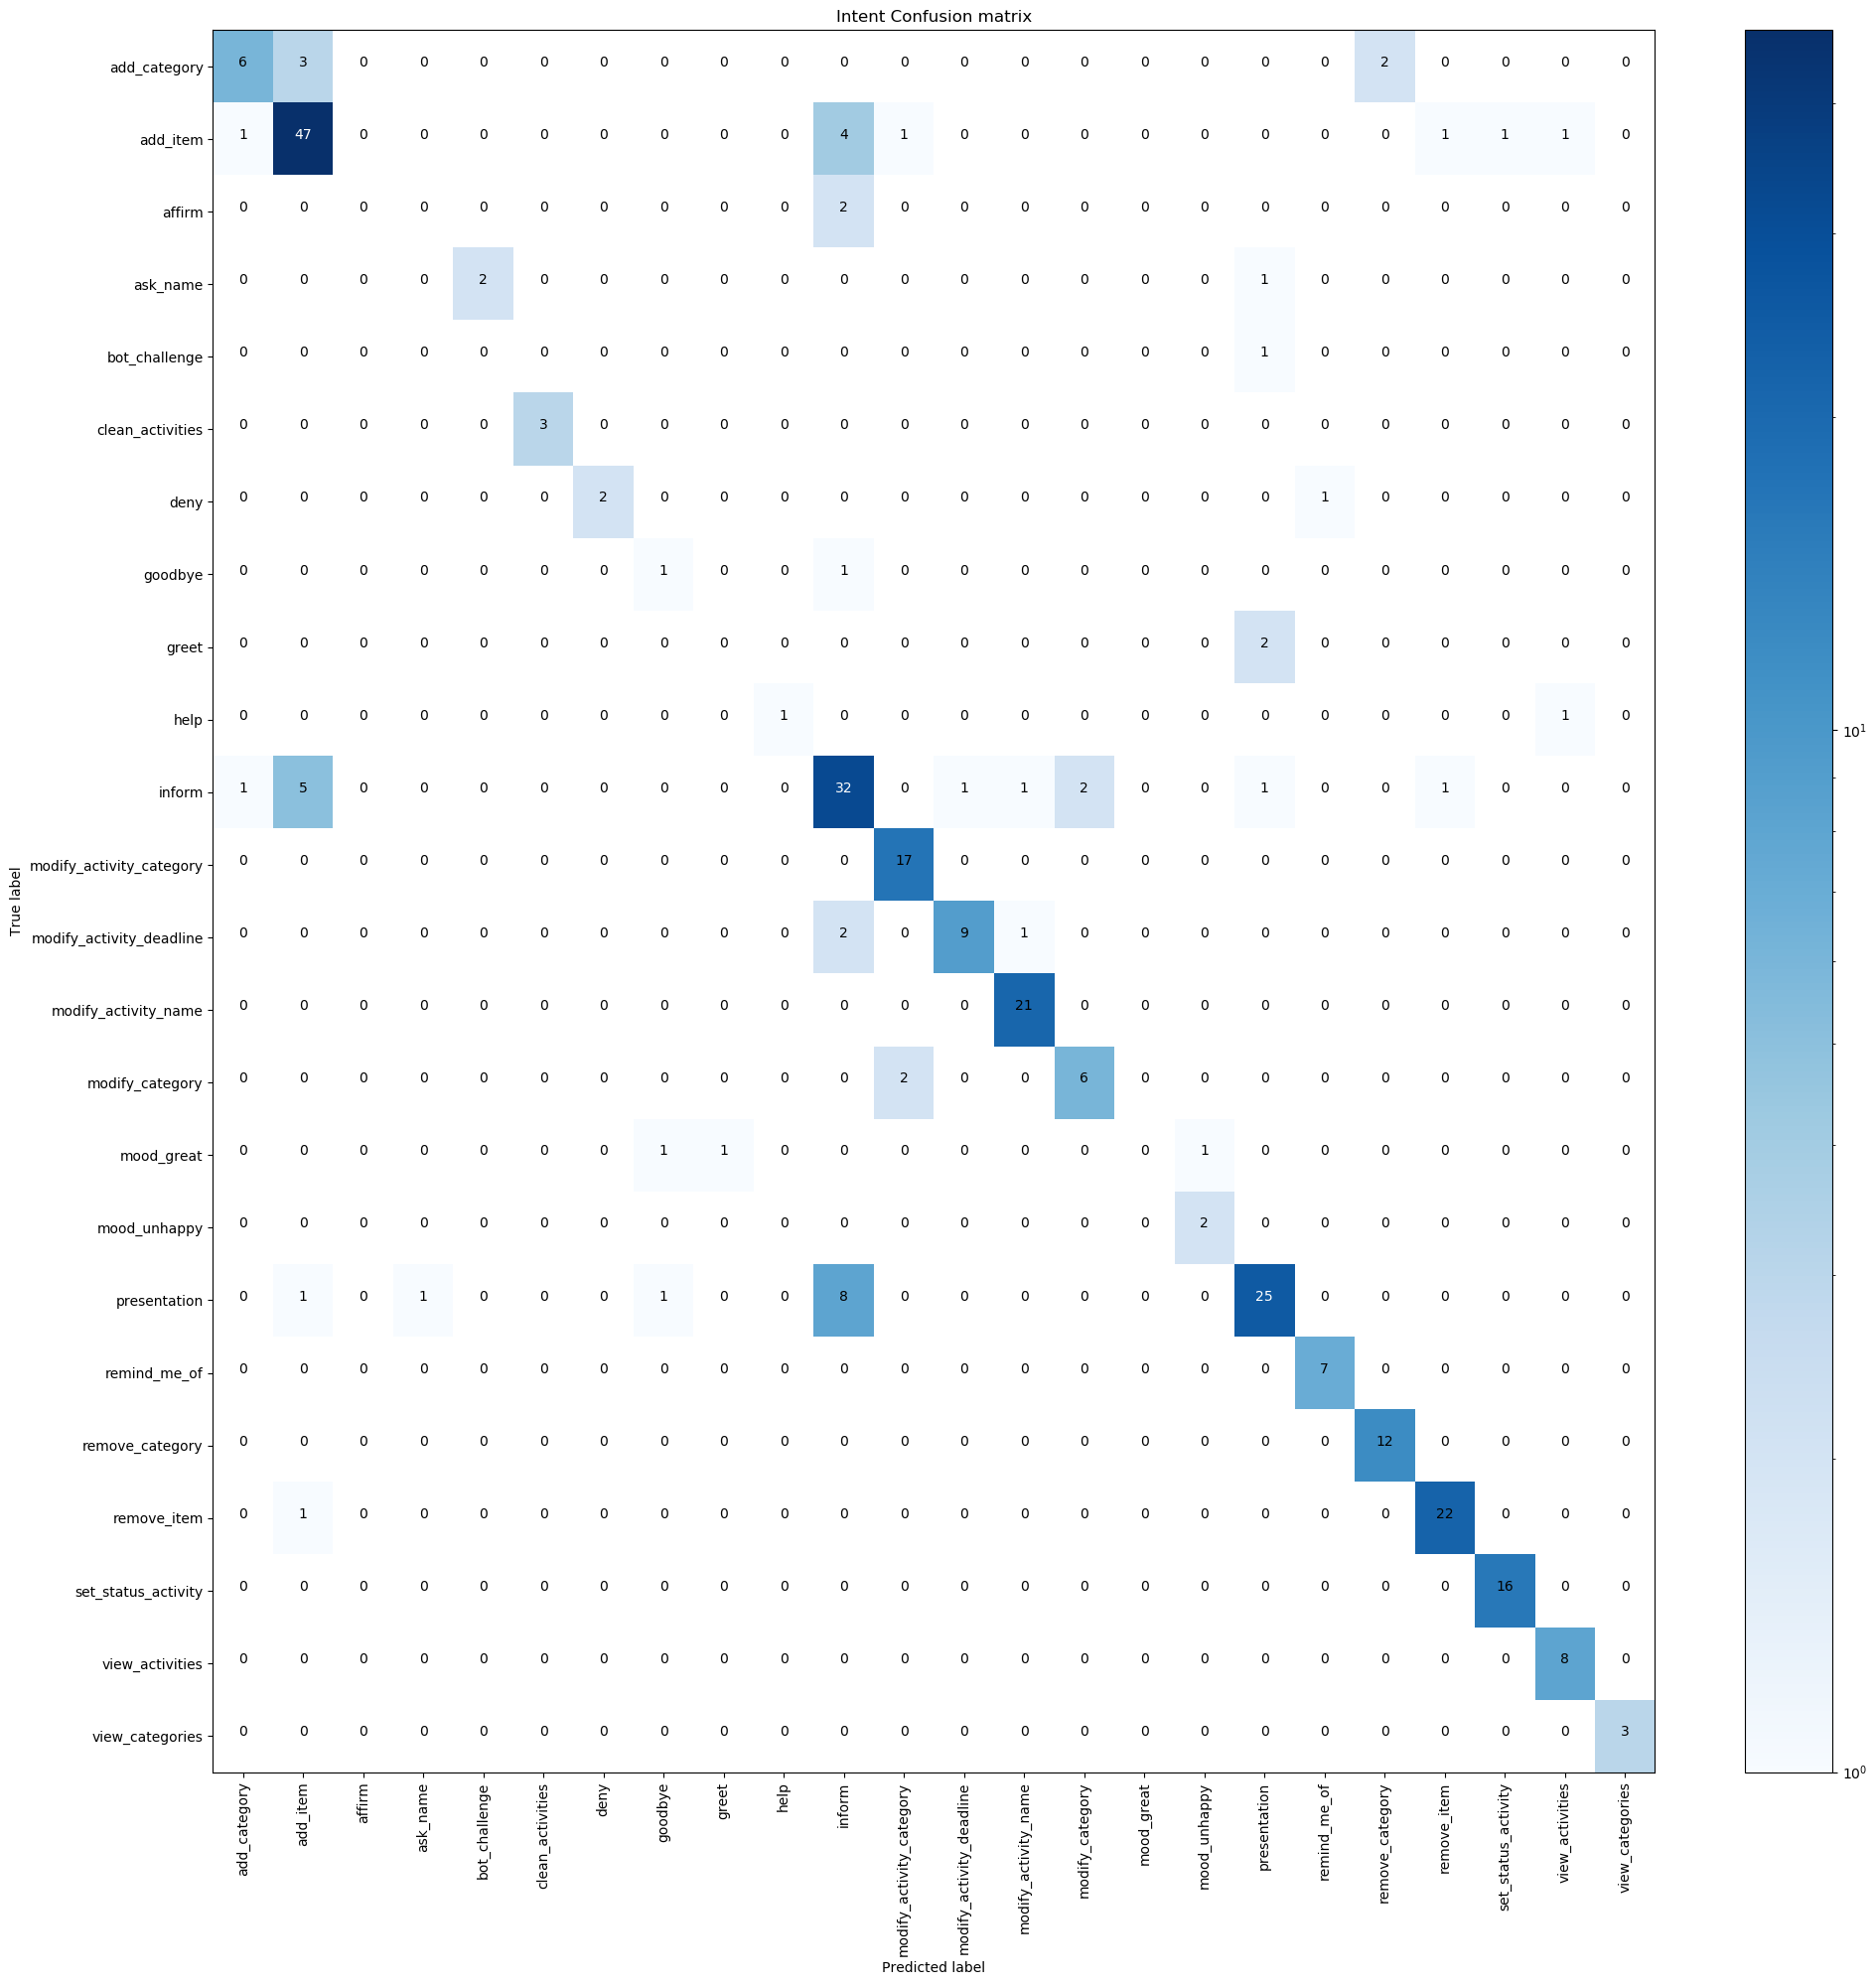 Intent Confusion matrix
add_category 6 3 0 0 0 0 0 0 0 0 0 0 0 0 0 0 0 0 0 2 0 0 0 0
add_item 1 47 0 0 0 0 0 0 0 0 4 1 0 0 0 0 0 0 0 0 1 1 1 0
affirm 0 0 0 0 0 0 0 0 0 0 2 0 0 0 0 0 0 0 0 0 0 0 0 0
ask_name 0 0 0 0 2 0 0 0 0 0 0 0 0 0 0 0 0 1 0 0 0 0 0 0
bot_challenge 0 0 0 0 0 0 0 0 0 0 0 0 0 0 0 0 0 1 0 0 0 0 0 0
clean_activities 0 0 0 0 0 3 0 0 0 0 0 0 0 0 0 0 0 0 0 0 0 0 0 0
deny 0 0 0 0 0 0 2 0 0 0 0 0 0 0 0 0 0 0 1 0 0 0 0 0
goodbye 0 0 0 0 0 0 0 1 0 0 1 0 0 0 0 0 0 0 0 0 0 0 0 0
greet 0 0 0 0 0 0 0 0 0 0 0 0 0 0 0 0 0 2 0 0 0 0 0 0
help 0 0 0 0 0 0 0 0 0 1 0 0 0 0 0 0 0 0 0 0 0 0 1 0
10^1
inform 1 5 0 0 0 0 0 0 0 0 32 0 1 1 2 0 0 1 0 0 1 0 0 0
modify_activity_category 0 0 0 0 0 0 0 0 0 0 0 17 0 0 0 0 0 0 0 0 0 0 0 0
True label
modify_activity_deadline 0 0 0 0 0 0 0 0 0 0 2 0 9 1 0 0 0 0 0 0 0 0 0 0
modify_activity_name 0 0 0 0 0 0 0 0 0 0 0 0 0 21 0 0 0 0 0 0 0 0 0 0
modify_category 0 0 0 0 0 0 0 0 0 0 0 2 0 0 6 0 0 0 0 0 0 0 0 0
mood_great 0 0 0 0 0 0 0 1 1 0 0 0 0 0 0 0 1 0 0 0 0 0 0 0
mood_unhappy 0 0 0 0 0 0 0 0 0 0 0 0 0 0 0 0 2 0 0 0 0 0 0 0
presentation 0 1 0 1 0 0 0 1 0 0 8 0 0 0 0 0 0 25 0 0 0 0 0 0
remind_me_of 0 0 0 0 0 0 0 0 0 0 0 0 0 0 0 0 0 0 7 0 0 0 0 0
remove_category 0 0 0 0 0 0 0 0 0 0 0 0 0 0 0 0 0 0 0 12 0 0 0 0
remove_item 0 1 0 0 0 0 0 0 0 0 0 0 0 0 0 0 0 0 0 0 22 0 0 0
set_status_activity 0 0 0 0 0 0 0 0 0 0 0 0 0 0 0 0 0 0 0 0 0 16 0 0
view_activities 0 0 0 0 0 0 0 0 0 0 0 0 0 0 0 0 0 0 0 0 0 0 8 0
view_categories 0 0 0 0 0 0 0 0 0 0 0 0 0 0 0 0 0 0 0 0 0 0 0 3
10^0
add_category
add_item
affirm
ask_name
bot_challenge
clean_activities
deny
goodbye
greet
help
inform
modify_activity_category
modify_activity_deadline
modify_activity_name
modify_category
mood_great
mood_unhappy
presentation
remind_me_of
remove_category
remove_item
set_status_activity
view_activities
view_categories
Predicted label